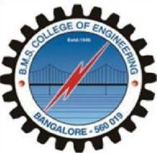 B.M.S. COLLEGE OF ENGINEERING
Estd.1946
BANGALORE - 560 019